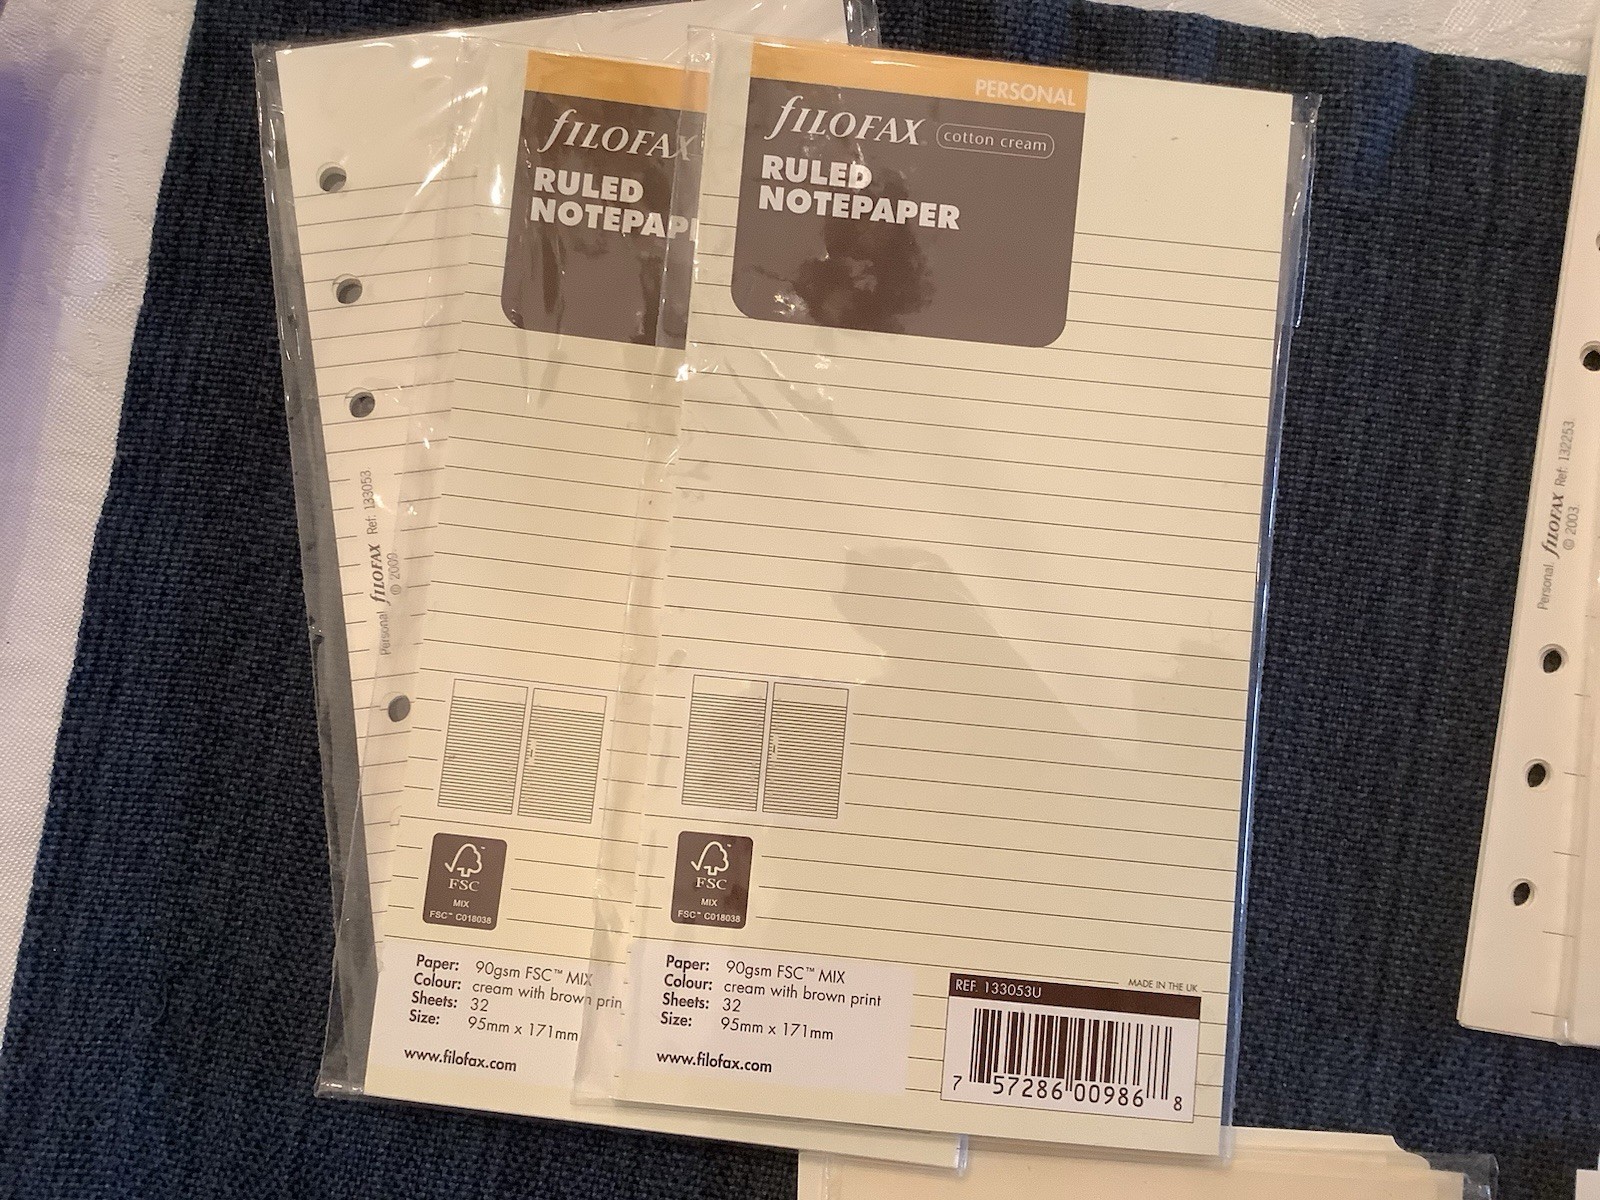 FILOFAX
RULED
NOTEPAP
Personal FILOFAX Ref: 133053
© 2009
FSC
MIX
FSC™ C018038
Paper: 90gsm FSC™ MIX
Colour: cream with brown prin
Sheets: 32
Size: 95mm x 171mm
www.filofax.com
PERSONAL
FILOFAX cotton cream
RULED
NOTEPAPER
FSC
MIX
FSC™ C018038
Paper: 90gsm FSC™ MIX
Colour: cream with brown print
Sheets: 32
Size: 95mm x 171mm
www.filofax.com
MADE IN THE UK
REF. 133053U
7 57286 00986 8
Personal FILOFAX Ref: 132253
© 2003